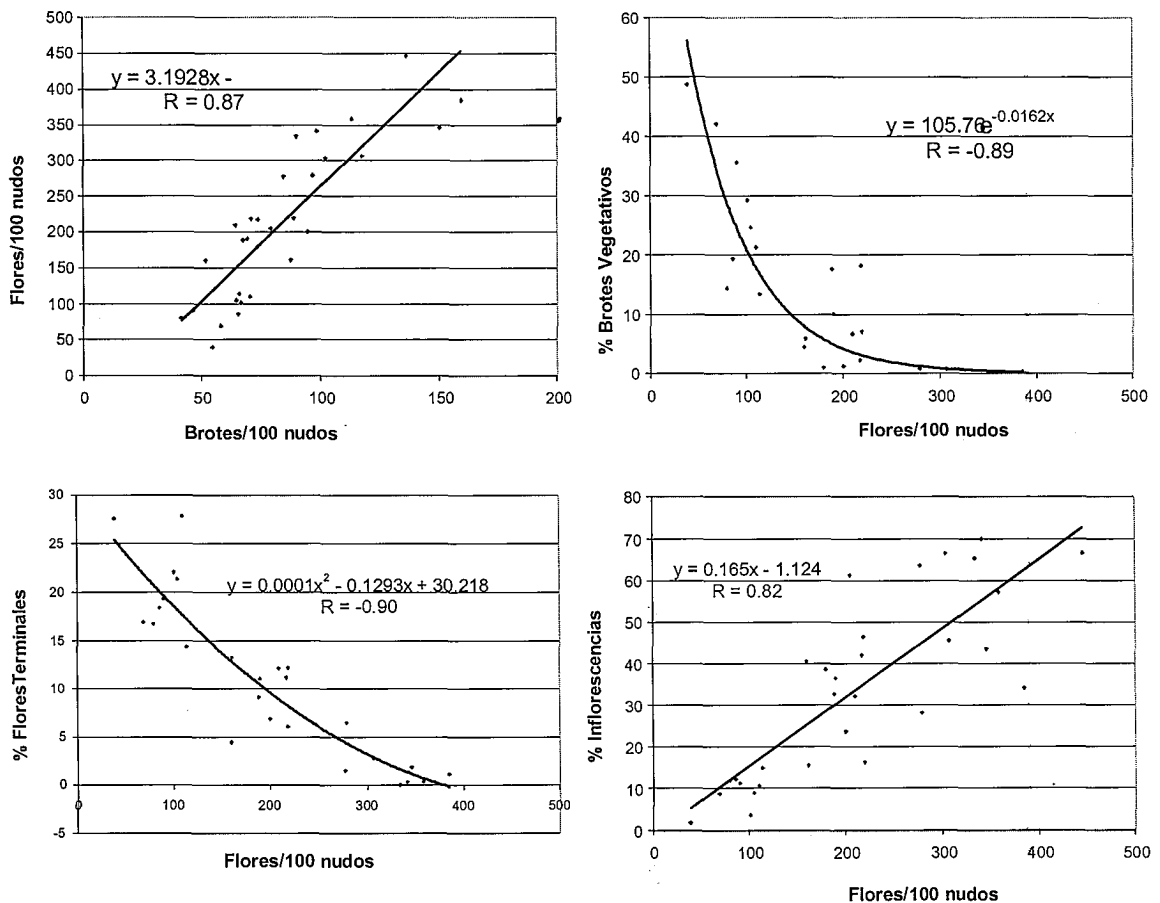 500
450
400
350
300
250
200
150
100
50
0
Flores/100 nudos
y = 3.1928x -
R = 0.87
0 50 100 150 200
Brotes/100 nudos
60
50
40
30
20
10
0
% Brotes Vegetativos
y = 105.76e^-0.0162x
R = -0.89
0 100 200 300 400 500
Flores/100 nudos
30
25
20
15
10
5
0
-5
% FloresTerminales
y = 0.0001x² - 0.1293x + 30.218
R = -0.90
0 100 200 300 400 500
Flores/100 nudos
80
70
60
50
40
30
20
10
0
% Inflorescencias
y = 0.165x - 1.124
R = 0.82
0 100 200 300 400 500
Flores/100 nudos